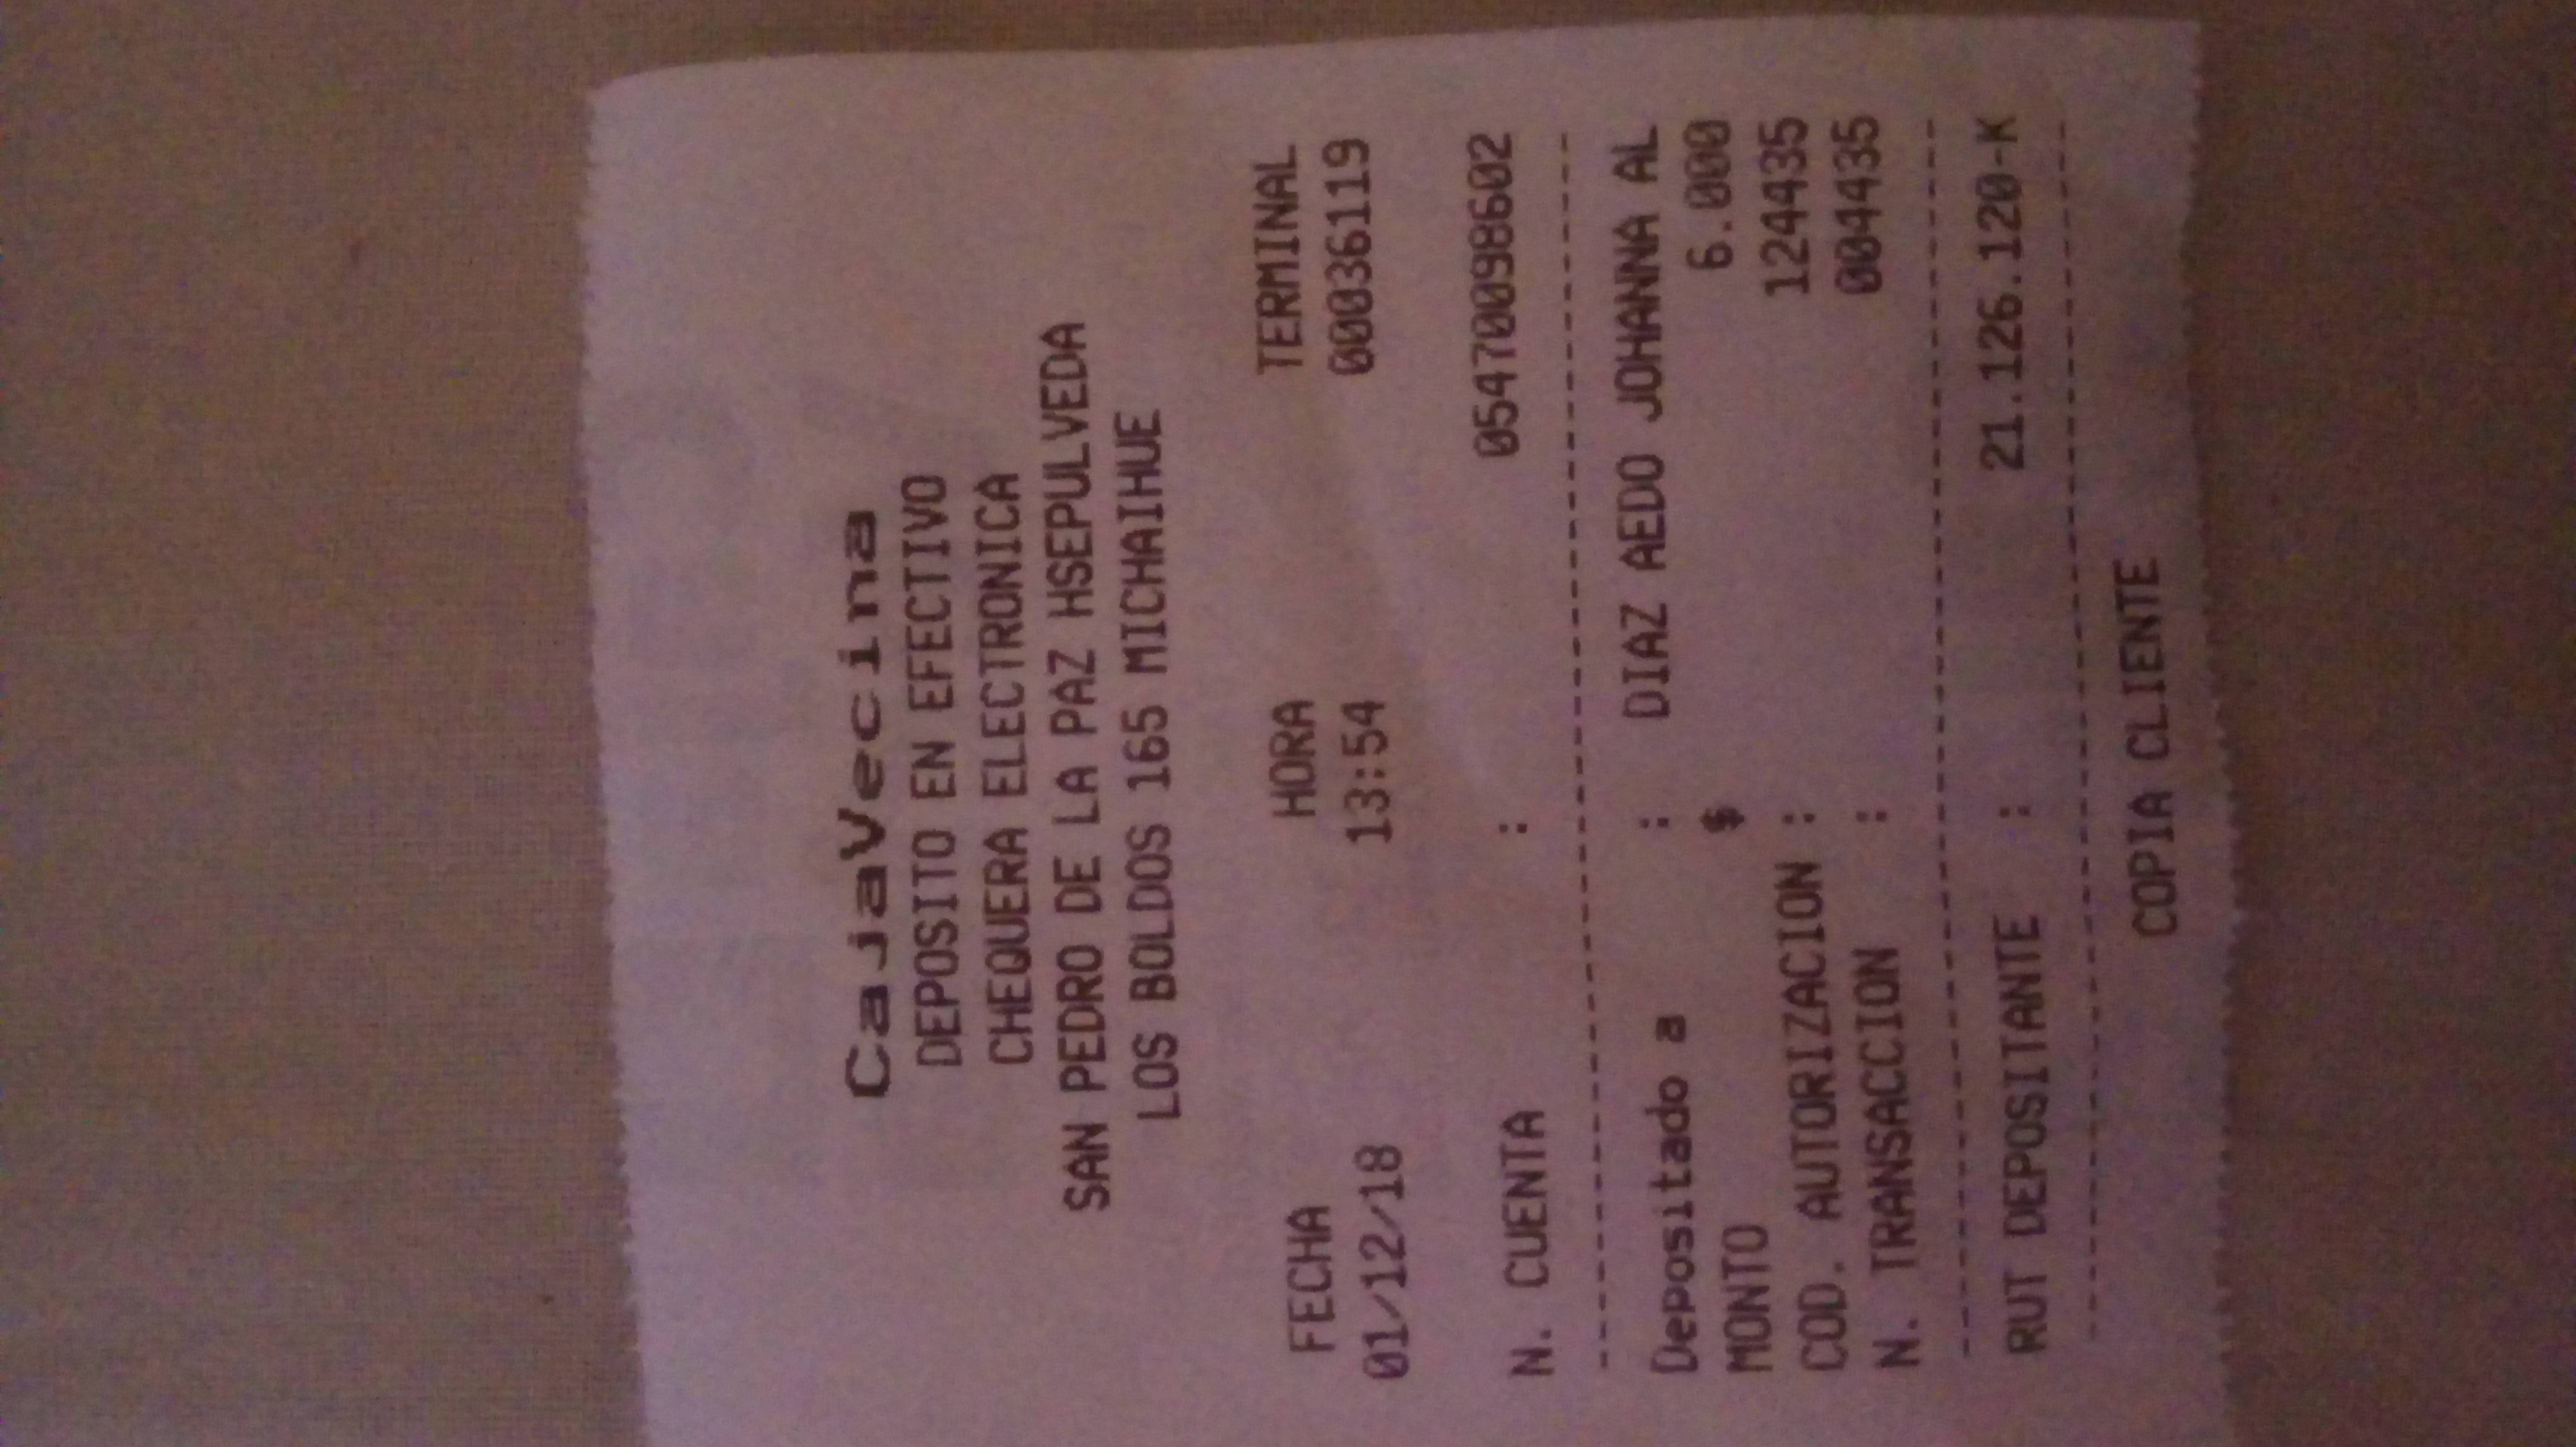 CajaVecina
DEPOSITO EN EFECTIVO
CHEQUERA ELECTRONICA
SAN PEDRO DE LA PAZ HSEPULVEDA
LOS BOLDOS 165 MICHAIHUE
FECHA HORA TERMINAL
01/12/18 13:54 00036119
N. CUENTA : 05470098602
Depositado a : DIAZ AEDO JOHANNA AL
MONTO $ 6.000
COD. AUTORIZACION : 124435
N. TRANSACCION : 004435
RUT DEPOSITANTE : 21.126.120-K
COPIA CLIENTE